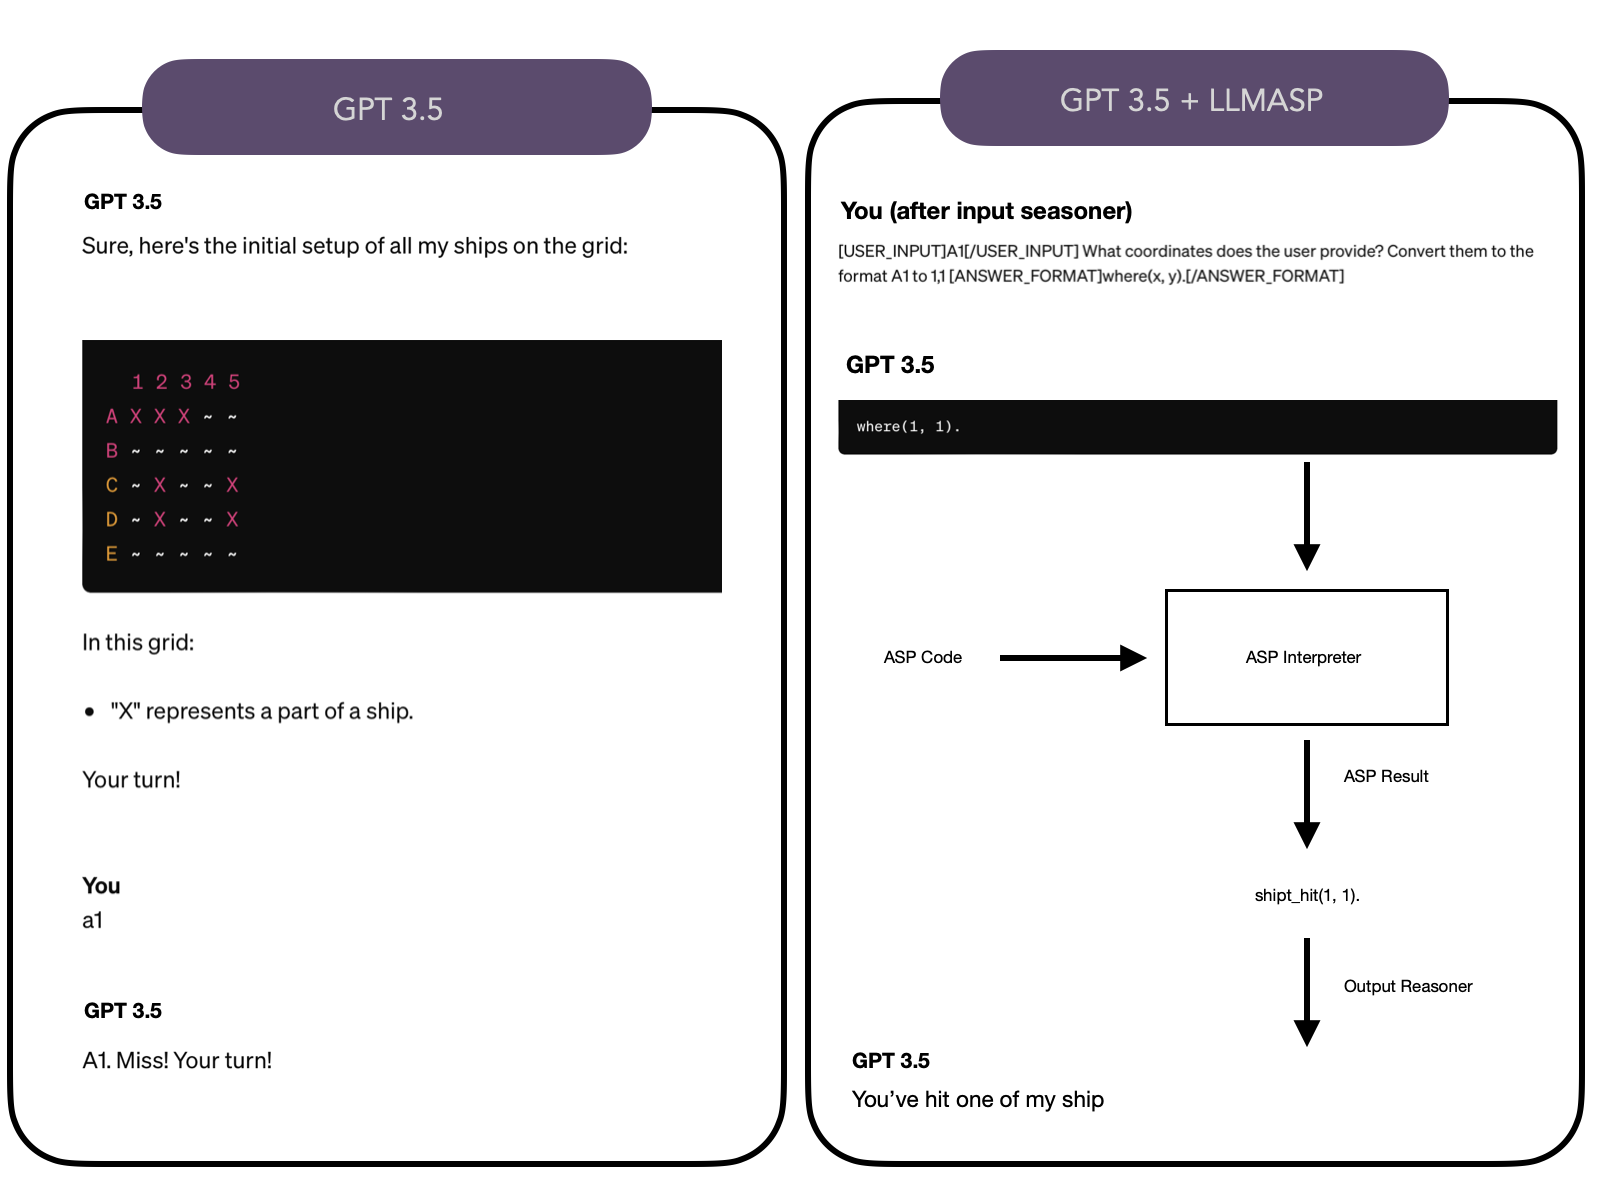 GPT 3.5
GPT 3.5
Sure, here's the initial setup of all my ships on the grid:
1 2 3 4 5
A X X X ~ ~
B ~ ~ ~ ~ ~
C ~ X ~ ~ X
D ~ X ~ ~ X
E ~ ~ ~ ~ ~
In this grid:
• "X" represents a part of a ship.
Your turn!
You
a1
GPT 3.5
A1. Miss! Your turn!
GPT 3.5 + LLMASP
You (after input seasoner)
[USER_INPUT]A1[/USER_INPUT] What coordinates does the user provide? Convert them to the
format A1 to 1,1 [ANSWER_FORMAT]where(x, y).[/ANSWER_FORMAT]
GPT 3.5
where(1, 1).
ASP Code
ASP Interpreter
ASP Result
shipt_hit(1, 1).
Output Reasoner
GPT 3.5
You’ve hit one of my ship